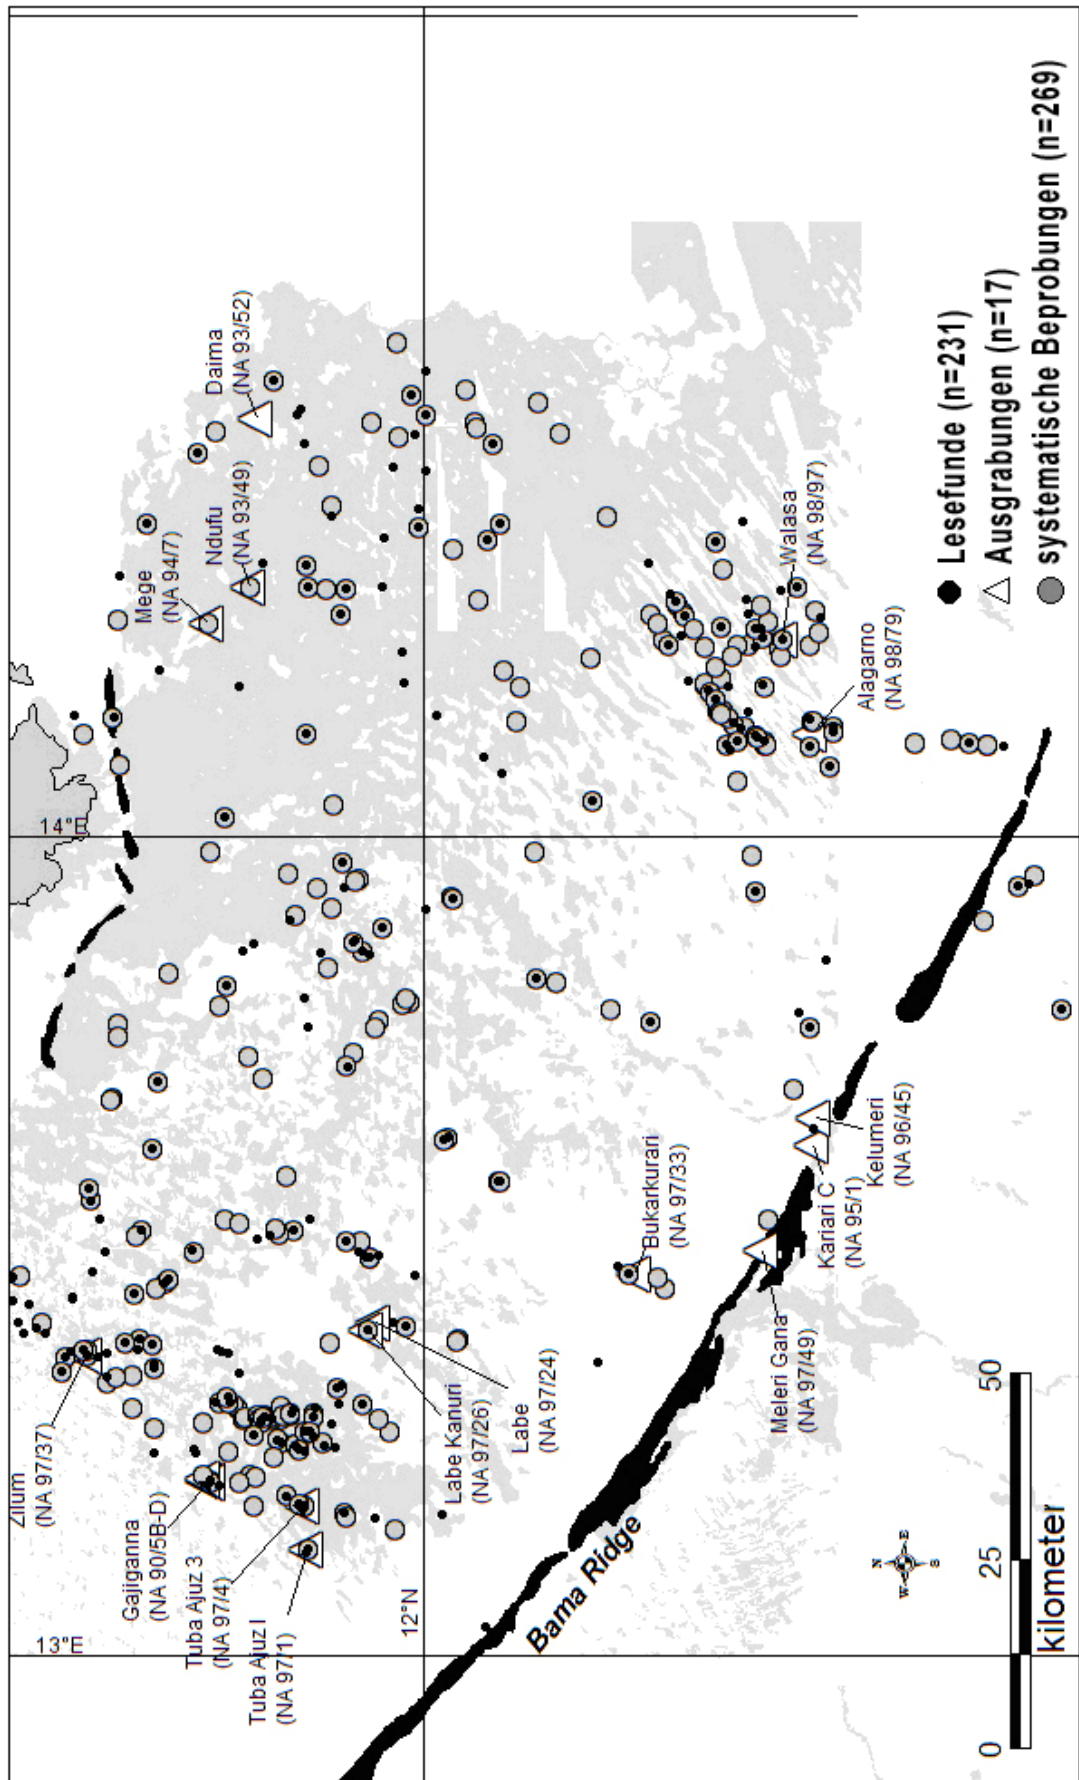 Zilum
(NA 97/37)
Gajiganna
(NA 90/5B-D)
Tuba Ajuz 3
(NA 97/4)
Tuba Ajuz I
(NA 97/1)
13°E
12°N
Labe Kanuri
(NA 97/26)
Labe
(NA 97/24)
14°E
Mege
(NA 94/7)
Ndufu
(NA 93/49)
Daima
(NA 93/52)
Bukarkurari
(NA 97/33)
Meleri Gana
(NA 97/49)
Kariari C
(NA 95/1)
Kelumeri
(NA 96/45)
Alagarno
(NA 98/79)
Walasa
(NA 98/97)
Bama Ridge
N
W
E
S
0
25
50
kilometer
Lesefunde (n=231)
Ausgrabungen (n=17)
systematische Beprobungen (n=269)